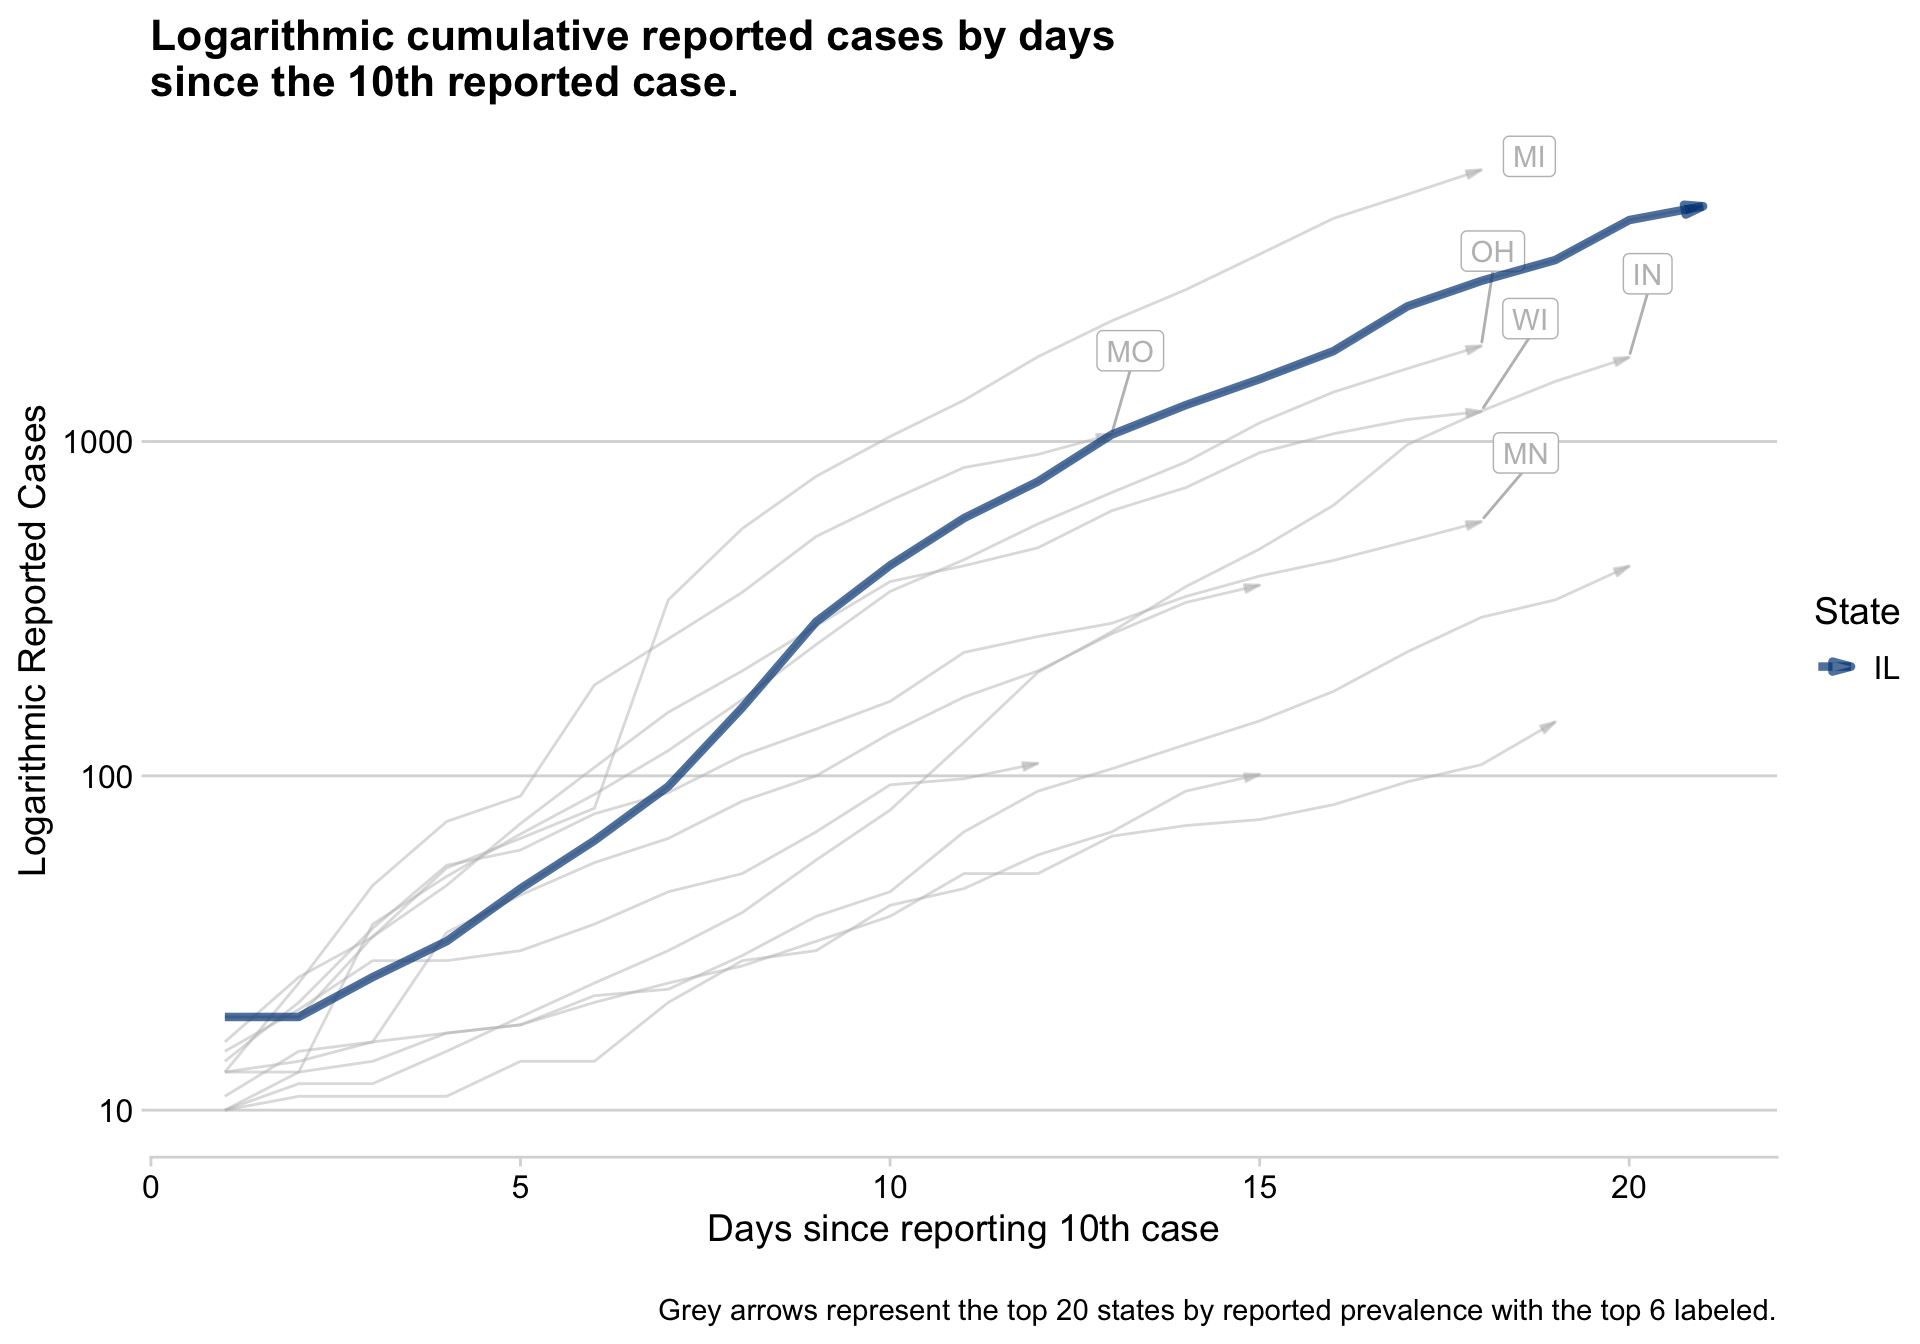 Logarithmic cumulative reported cases by days
since the 10th reported case.
MI
OH
IN
WI
MO
MN
Logarithmic Reported Cases
1000
100
10
State
IL
0
5
10
15
20
Days since reporting 10th case
Grey arrows represent the top 20 states by reported prevalence with the top 6 labeled.